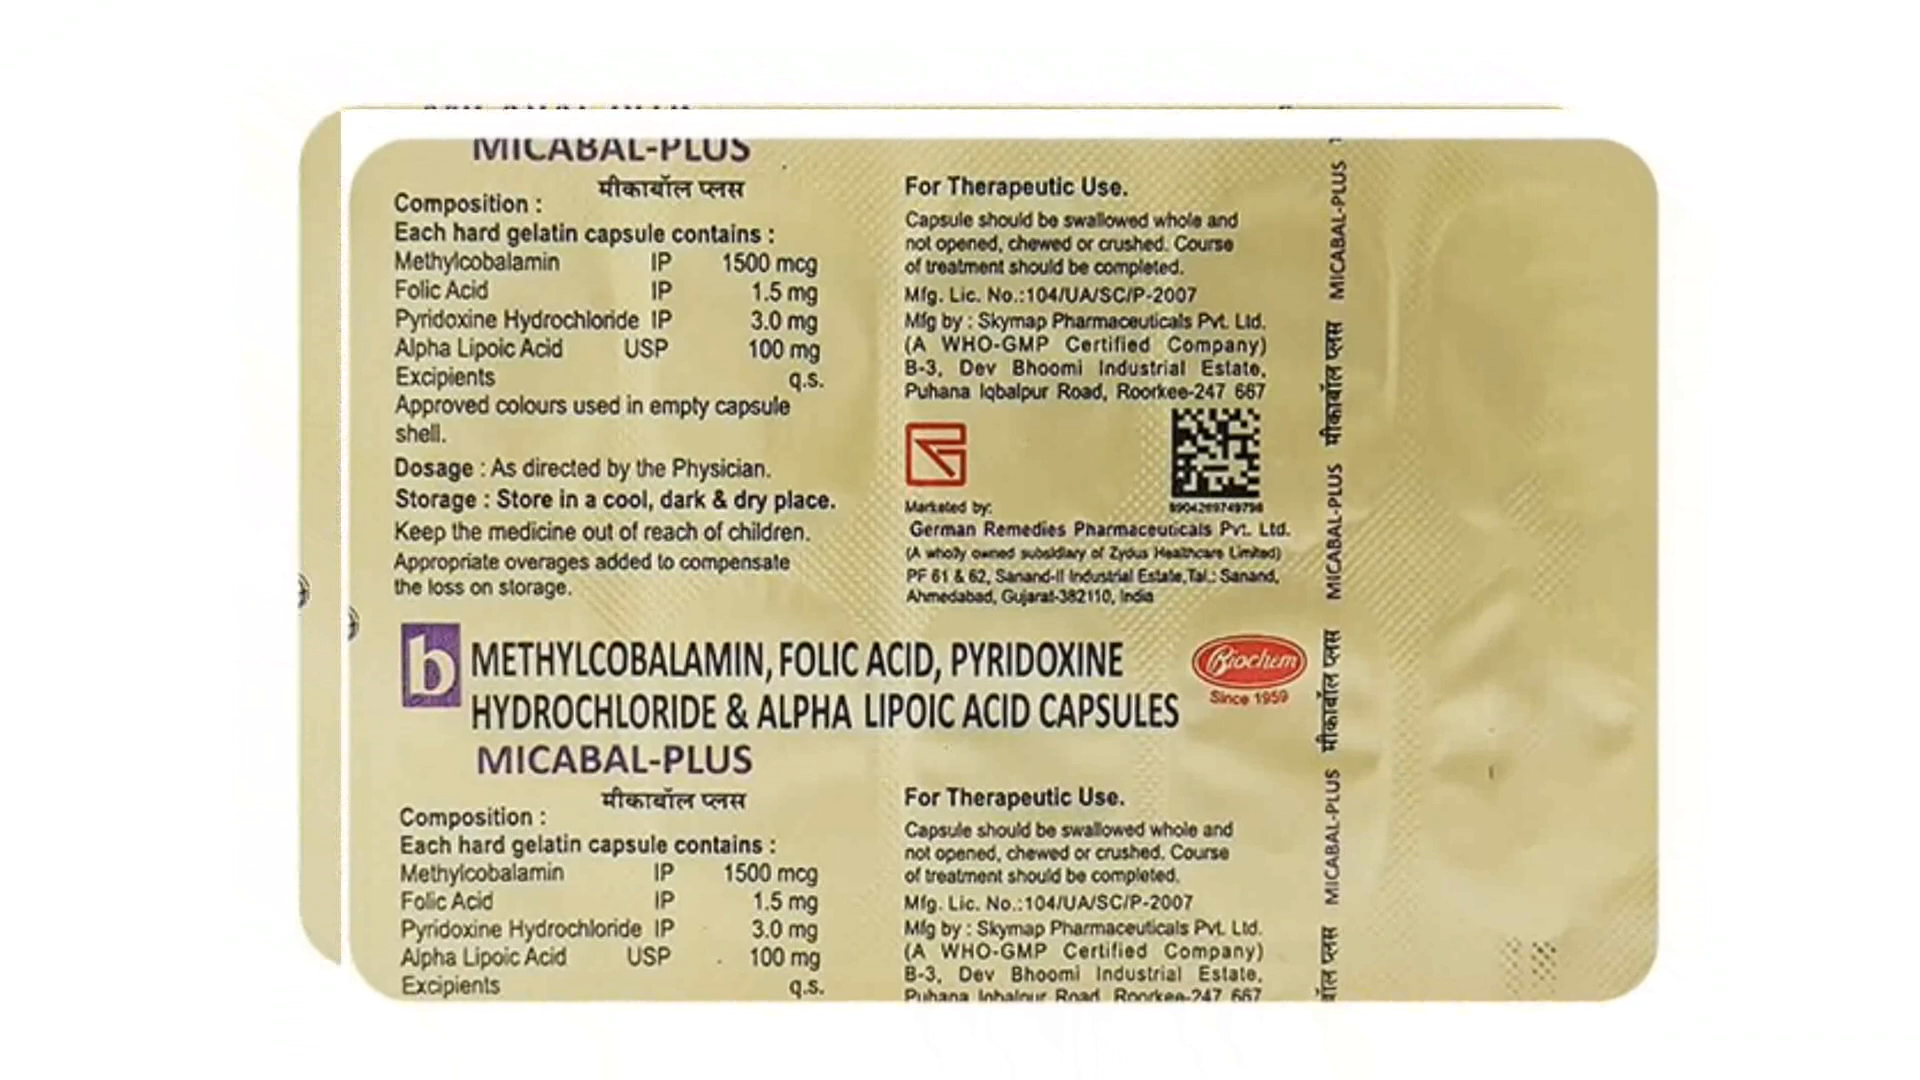 MICABAL-PLUS
मीकाबॉल प्लस
Composition :
Each hard gelatin capsule contains :
Methylcobalamin IP 1500 mcg
Folic Acid IP 1.5 mg
Pyridoxine Hydrochloride IP 3.0 mg
Alpha Lipoic Acid USP 100 mg
Excipients q.s.
Approved colours used in empty capsule
shell.
Dosage : As directed by the Physician.
Storage : Store in a cool, dark & dry place.
Keep the medicine out of reach of children.
Appropriate overages added to compensate
the loss on storage.
For Therapeutic Use.
Capsule should be swallowed whole and
not opened, chewed or crushed. Course
of treatment should be completed.
Mfg. Lic. No.:104/UA/SC/P-2007
Mfg by : Skymap Pharmaceuticals Pvt. Ltd.
(A WHO-GMP Certified Company)
B-3, Dev Bhoomi Industrial Estate,
Puhana Iqbalpur Road, Roorkee-247 667
Marketed by:
8904269749798
German Remedies Pharmaceuticals Pvt. Ltd.
(A wholly owned subsidiary of Zydus Healthcare Limited)
PF 61 & 62, Sanand-II Industrial Estate,Tal.: Sanand,
Ahmedabad, Gujarat-382110, India
b METHYLCOBALAMIN, FOLIC ACID, PYRIDOXINE
HYDROCHLORIDE & ALPHA LIPOIC ACID CAPSULES
Biochem
Since 1959
MICABAL-PLUS
मीकाबॉल प्लस
Composition :
Each hard gelatin capsule contains :
Methylcobalamin IP 1500 mcg
Folic Acid IP 1.5 mg
Pyridoxine Hydrochloride IP 3.0 mg
Alpha Lipoic Acid USP 100 mg
Excipients q.s.
For Therapeutic Use.
Capsule should be swallowed whole and
not opened, chewed or crushed. Course
of treatment should be completed.
Mfg. Lic. No.:104/UA/SC/P-2007
Mfg by : Skymap Pharmaceuticals Pvt. Ltd.
(A WHO-GMP Certified Company)
B-3, Dev Bhoomi Industrial Estate,
Puhana Iqbalpur Road, Roorkee-247 667
बॉल प्लस MICABAL-PLUS मीकाबॉल प्लस MICABAL-PLUS मीकाबॉल प्लस MICABAL-PLUS